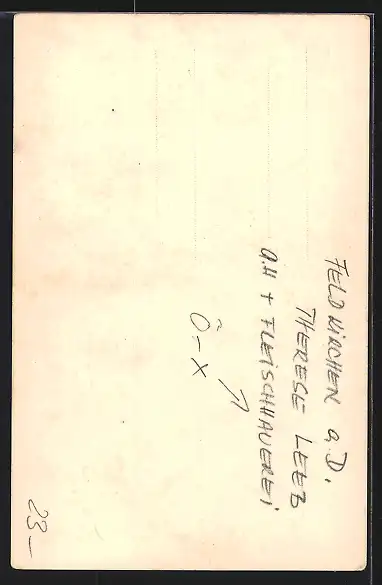 FELDKIRCHEN a. D.
THERESE LEEB
G.H + FLEISCHHAUEREI
Ö – X
23 –